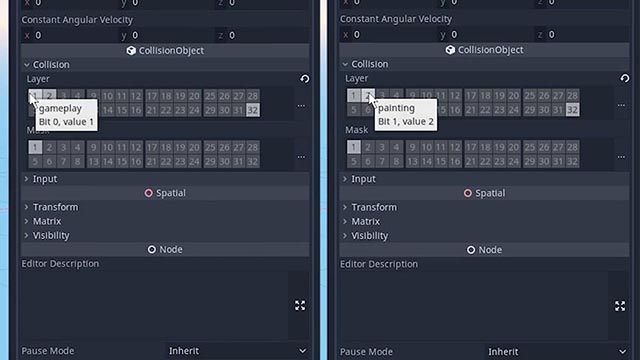 x 0 y 0 z 0
Constant Angular Velocity
x 0 y 0 z 0
CollisionObject
Collision
Layer
1 2 3 4 9 10 11 12 17 18 19 20 25 26 27 28
gameplay
13 14 15 16 21 22 23 24 29 30 31 32
Bit 0, value 1
Mask
1 2 3 4 9 10 11 12 17 18 19 20 25 26 27 28
5 6 7 8 13 14 15 16 21 22 23 24 29 30 31 32
Input
Spatial
Transform
Matrix
Visibility
Node
Editor Description
Pause Mode Inherit
x 0 y 0 z 0
Constant Angular Velocity
x 0 y 0 z 0
CollisionObject
Collision
Layer
1 2 3 4 9 10 11 12 17 18 19 20 25 26 27 28
painting
5 14 15 16 21 22 23 24 29 30 31 32
Bit 1, value 2
Mask
1 2 3 4 9 10 11 12 17 18 19 20 25 26 27 28
5 6 7 8 13 14 15 16 21 22 23 24 29 30 31 32
Input
Spatial
Transform
Matrix
Visibility
Node
Editor Description
Pause Mode Inherit